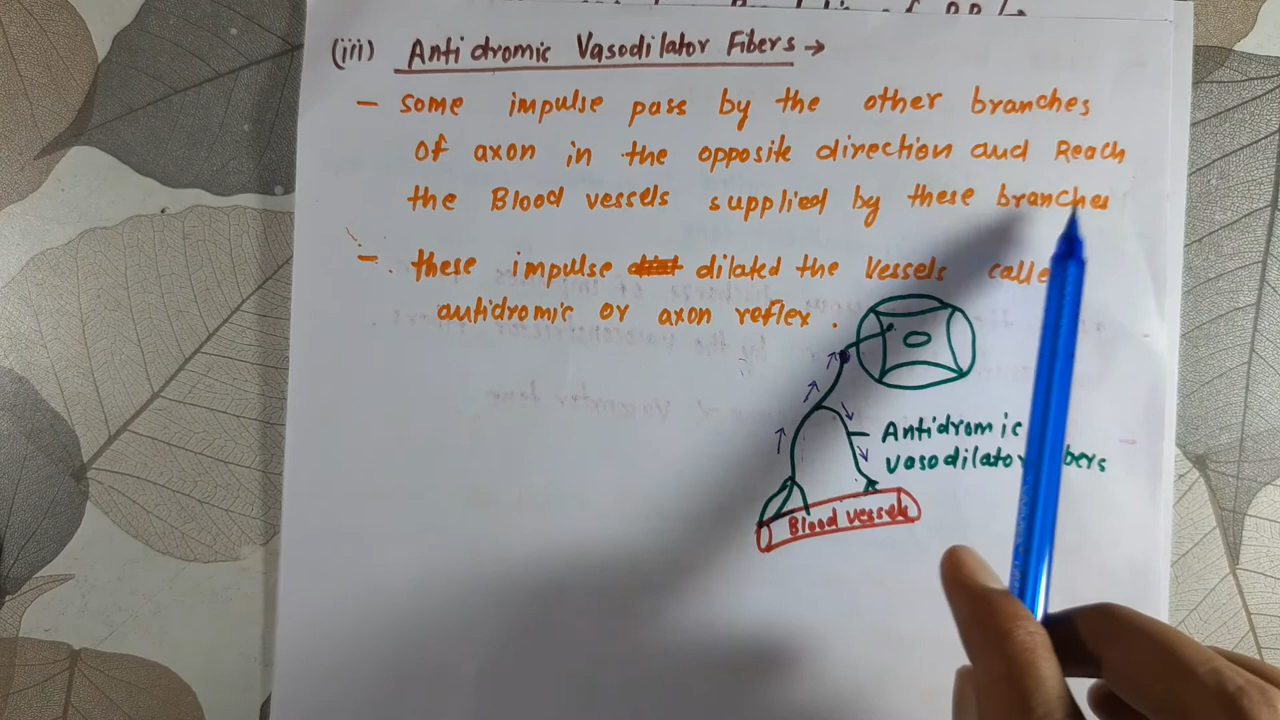 (iii) Antidromic Vasodilator Fibers →
- some impulse pass by the other branches
of axon in the opposite direction and Reach
the Blood vessels supplied by these branches
- these impulse dilated the Vessels calle
antidromic or axon reflex.
Antidromic
vasodilato bers
Blood vessels